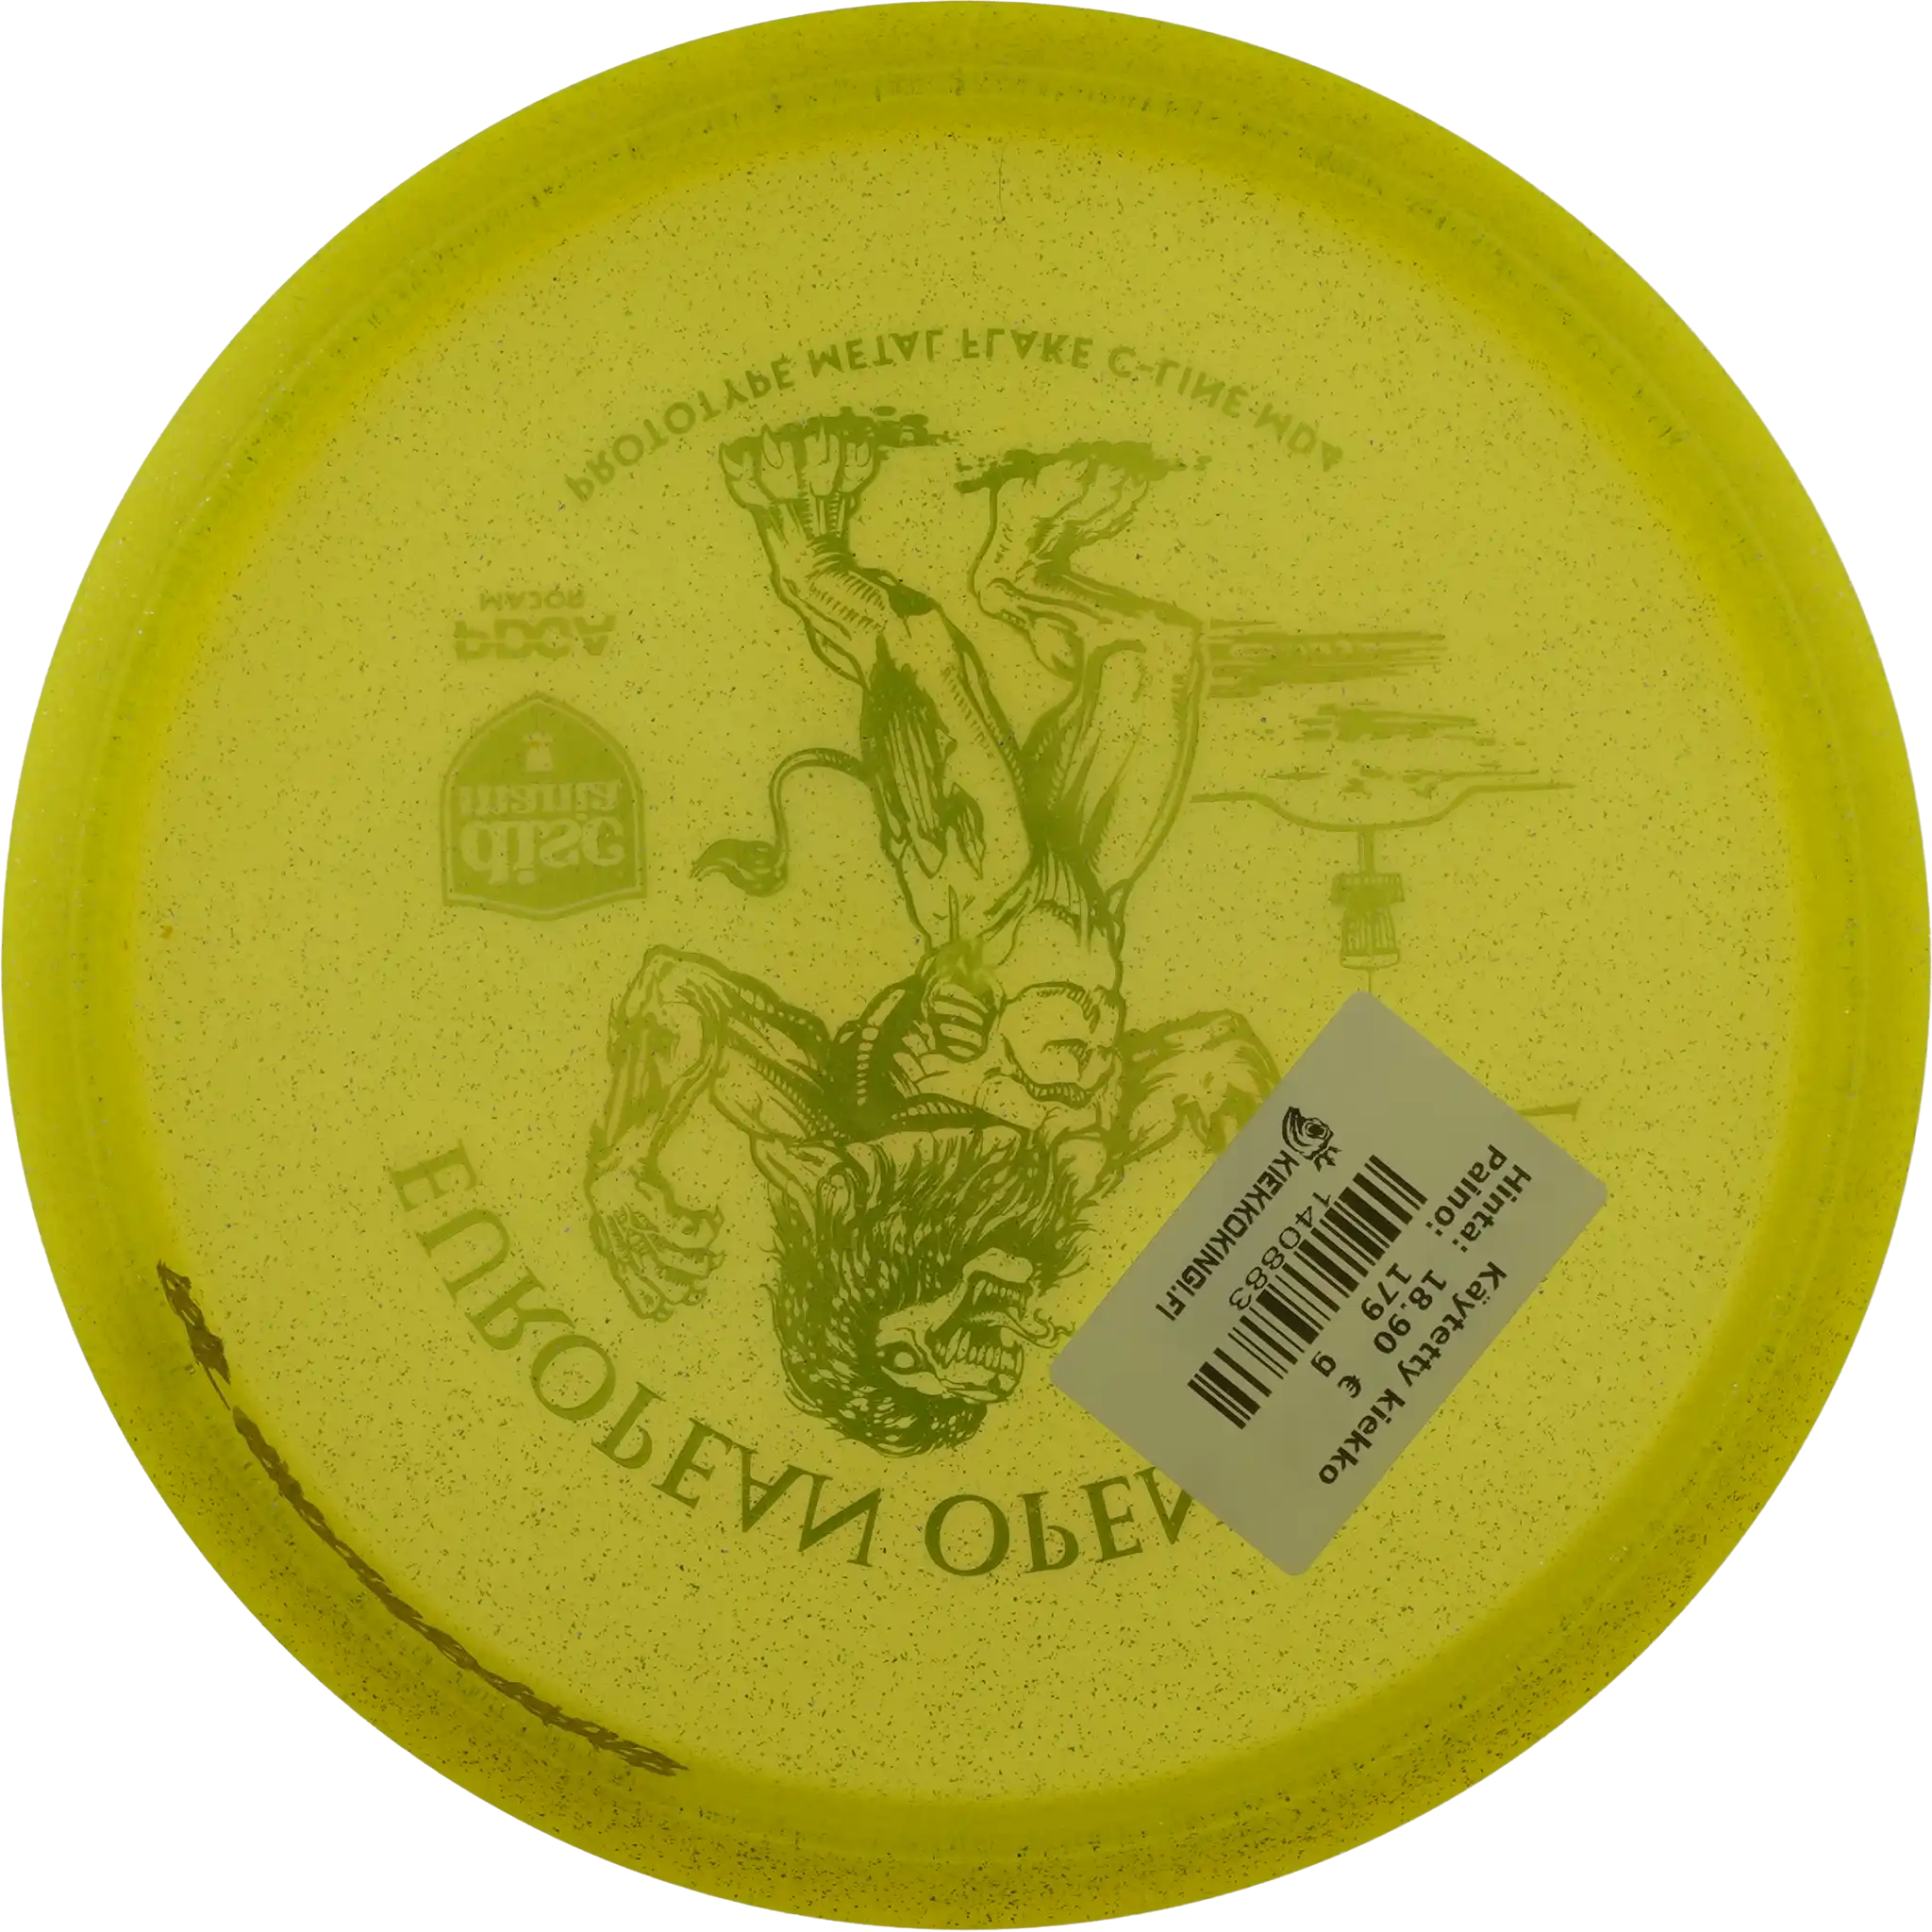 PROTOTYPE METAL FLAKE C-LINE MD4
MAJOR
PDGA
mania
disc
EUROPEAN OPEN
Käytetty kiekko
Hinta: 18.90 €
Paino: 179 g
140883
KIEKKOKINGI.FI